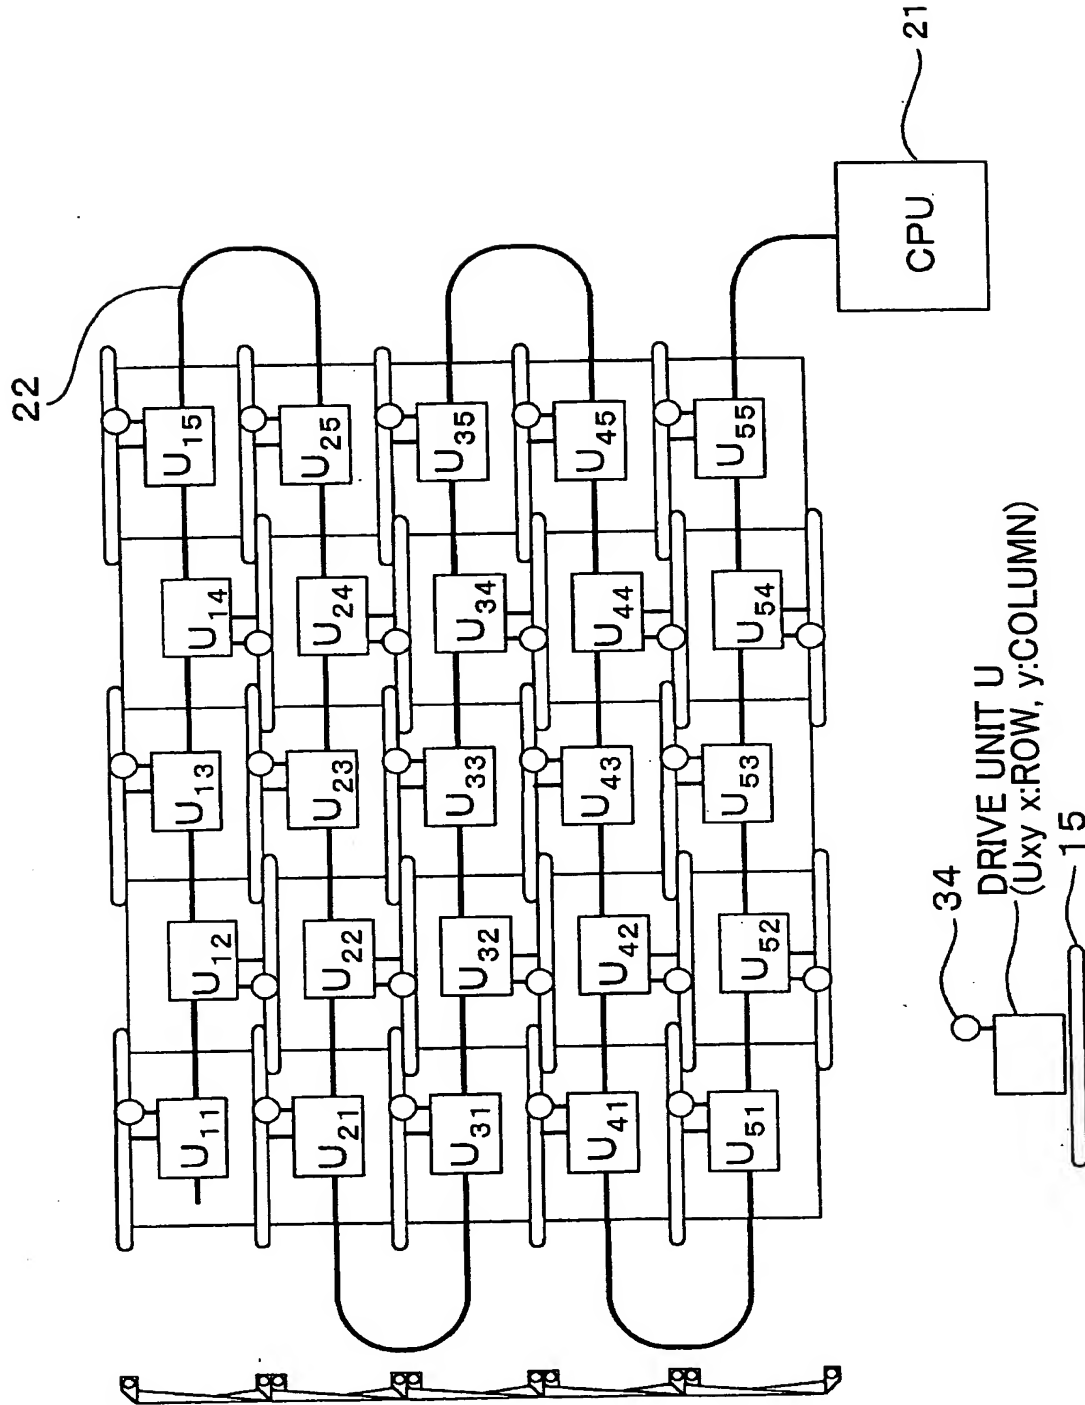 22
U15
U25
U35
U45
U55
U14
U24
U34
U44
U54
U13
U23
U33
U43
U53
U12
U22
U32
U42
U52
U11
U21
U31
U41
U51
CPU
21
34
DRIVE UNIT U
(Uxy x:ROW, y:COLUMN)
15